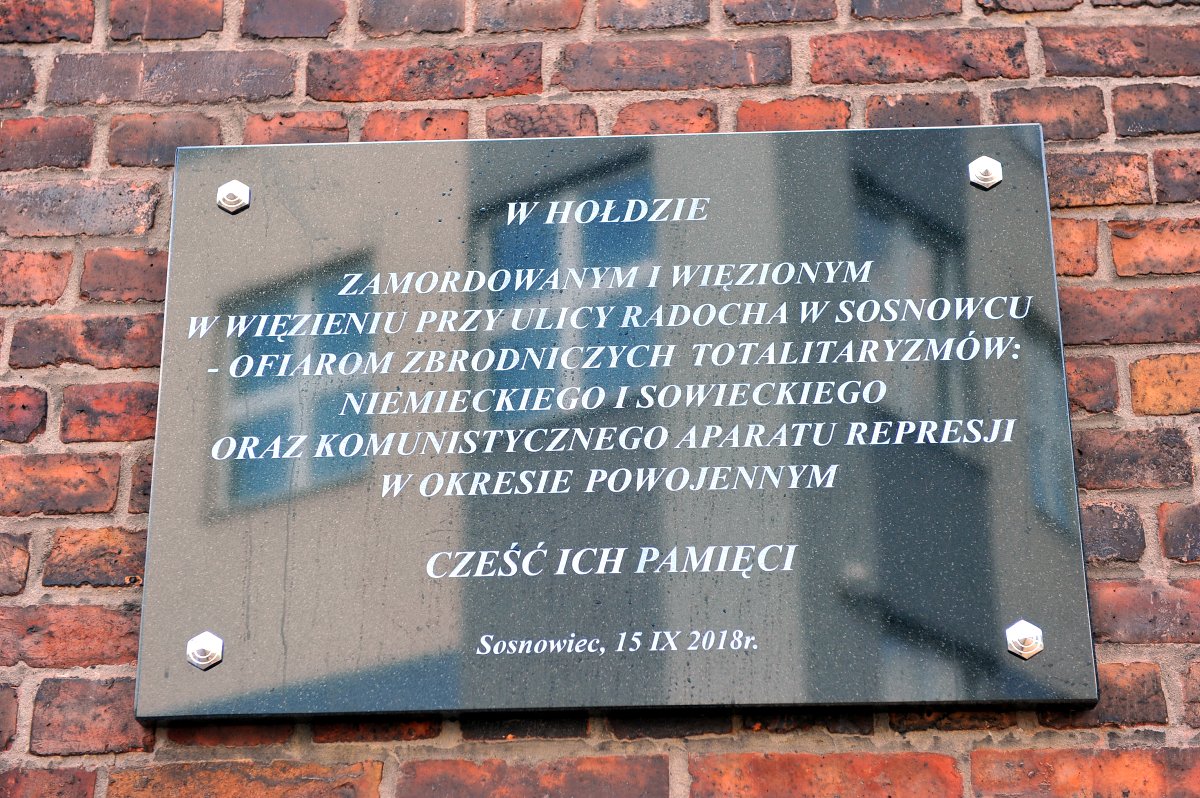 W HOŁDZIE
ZAMORDOWANYM I WIĘZIONYM
W WIĘZIENIU PRZY ULICY RADOCHA W SOSNOWCU
- OFIAROM ZBRODNICZYCH TOTALITARYZMÓW:
NIEMIECKIEGO I SOWIECKIEGO
ORAZ KOMUNISTYCZNEGO APARATU REPRESJI
W OKRESIE POWOJENNYM
CZEŚĆ ICH PAMIĘCI
Sosnowiec, 15 IX 2018r.